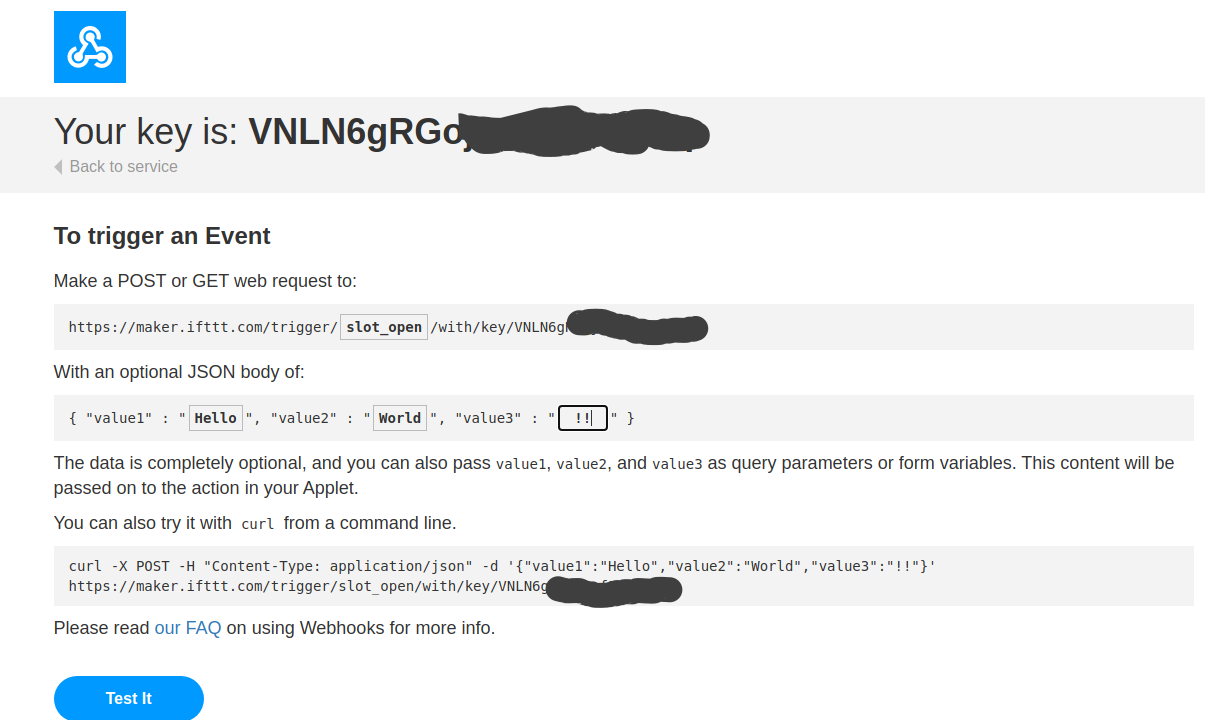 Your key is: VNLN6gRGo
Back to service
To trigger an Event
Make a POST or GET web request to:
https://maker.ifttt.com/trigger/ slot_open /with/key/VNLN6g
With an optional JSON body of:
{ "value1" : " Hello ", "value2" : " World ", "value3" : " !! " }
The data is completely optional, and you can also pass value1, value2, and value3 as query parameters or form variables. This content will be
passed on to the action in your Applet.
You can also try it with curl from a command line.
curl -X POST -H "Content-Type: application/json" -d '{"value1":"Hello","value2":"World","value3":"!!"}'
https://maker.ifttt.com/trigger/slot_open/with/key/VNLN6g
Please read our FAQ on using Webhooks for more info.
Test It